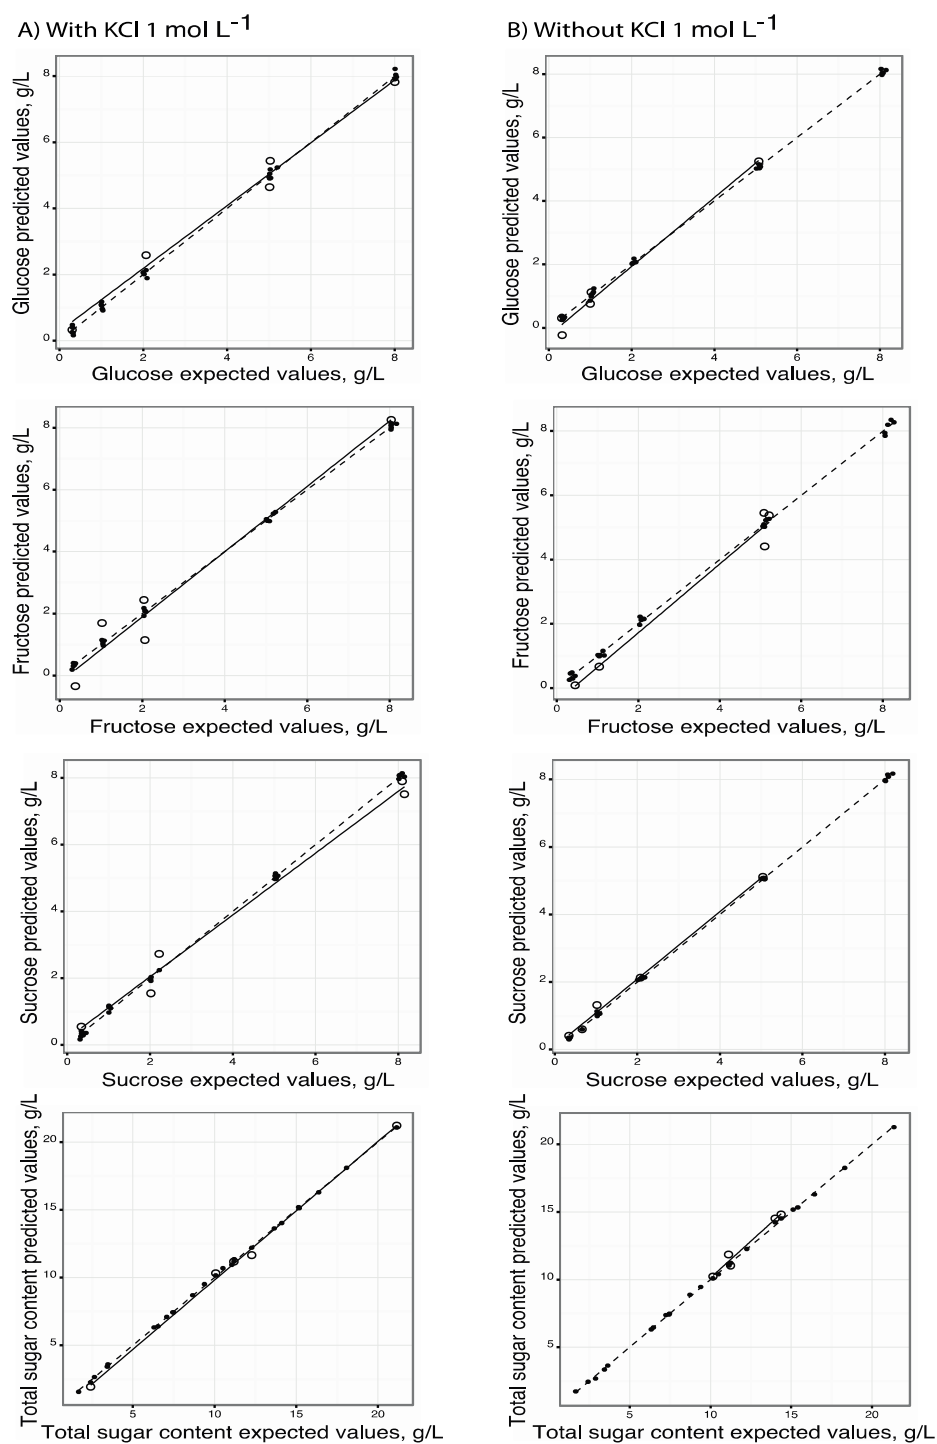 A) With KCl 1 mol L-1
B) Without KCl 1 mol L-1
Glucose predicted values, g/L
8
6
4
2
0
0 2 4 6 8
Glucose expected values, g/L
Glucose predicted values, g/L
8
6
4
2
0
0 2 4 6 8
Glucose expected values, g/L
Fructose predicted values, g/L
8
6
4
2
0
0 2 4 6 8
Fructose expected values, g/L
Fructose predicted values, g/L
8
6
4
2
0
0 2 4 6 8
Fructose expected values, g/L
Sucrose predicted values, g/L
8
6
4
2
0
0 2 4 6 8
Sucrose expected values, g/L
Sucrose predicted values, g/L
8
6
4
2
0
0 2 4 6 8
Sucrose expected values, g/L
Total sugar content predicted values, g/L
20
15
10
5
5 10 15 20
Total sugar content expected values, g/L
Total sugar content predicted values, g/L
20
15
10
5
5 10 15 20
Total sugar content expected values, g/L